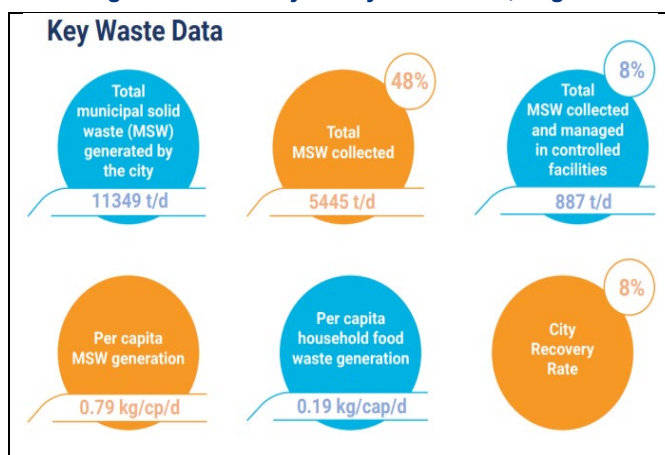 Key Waste Data
Total
municipal solid
waste (MSW)
generated by
the city
11349 t/d
48%
Total
MSW collected
5445 t/d
8%
Total
MSW collected
and managed
in controlled
facilities
887 t/d
Per capita
MSW generation
0.79 kg/cp/d
Per capita
household food
waste generation
0.19 kg/cap/d
8%
City
Recovery
Rate